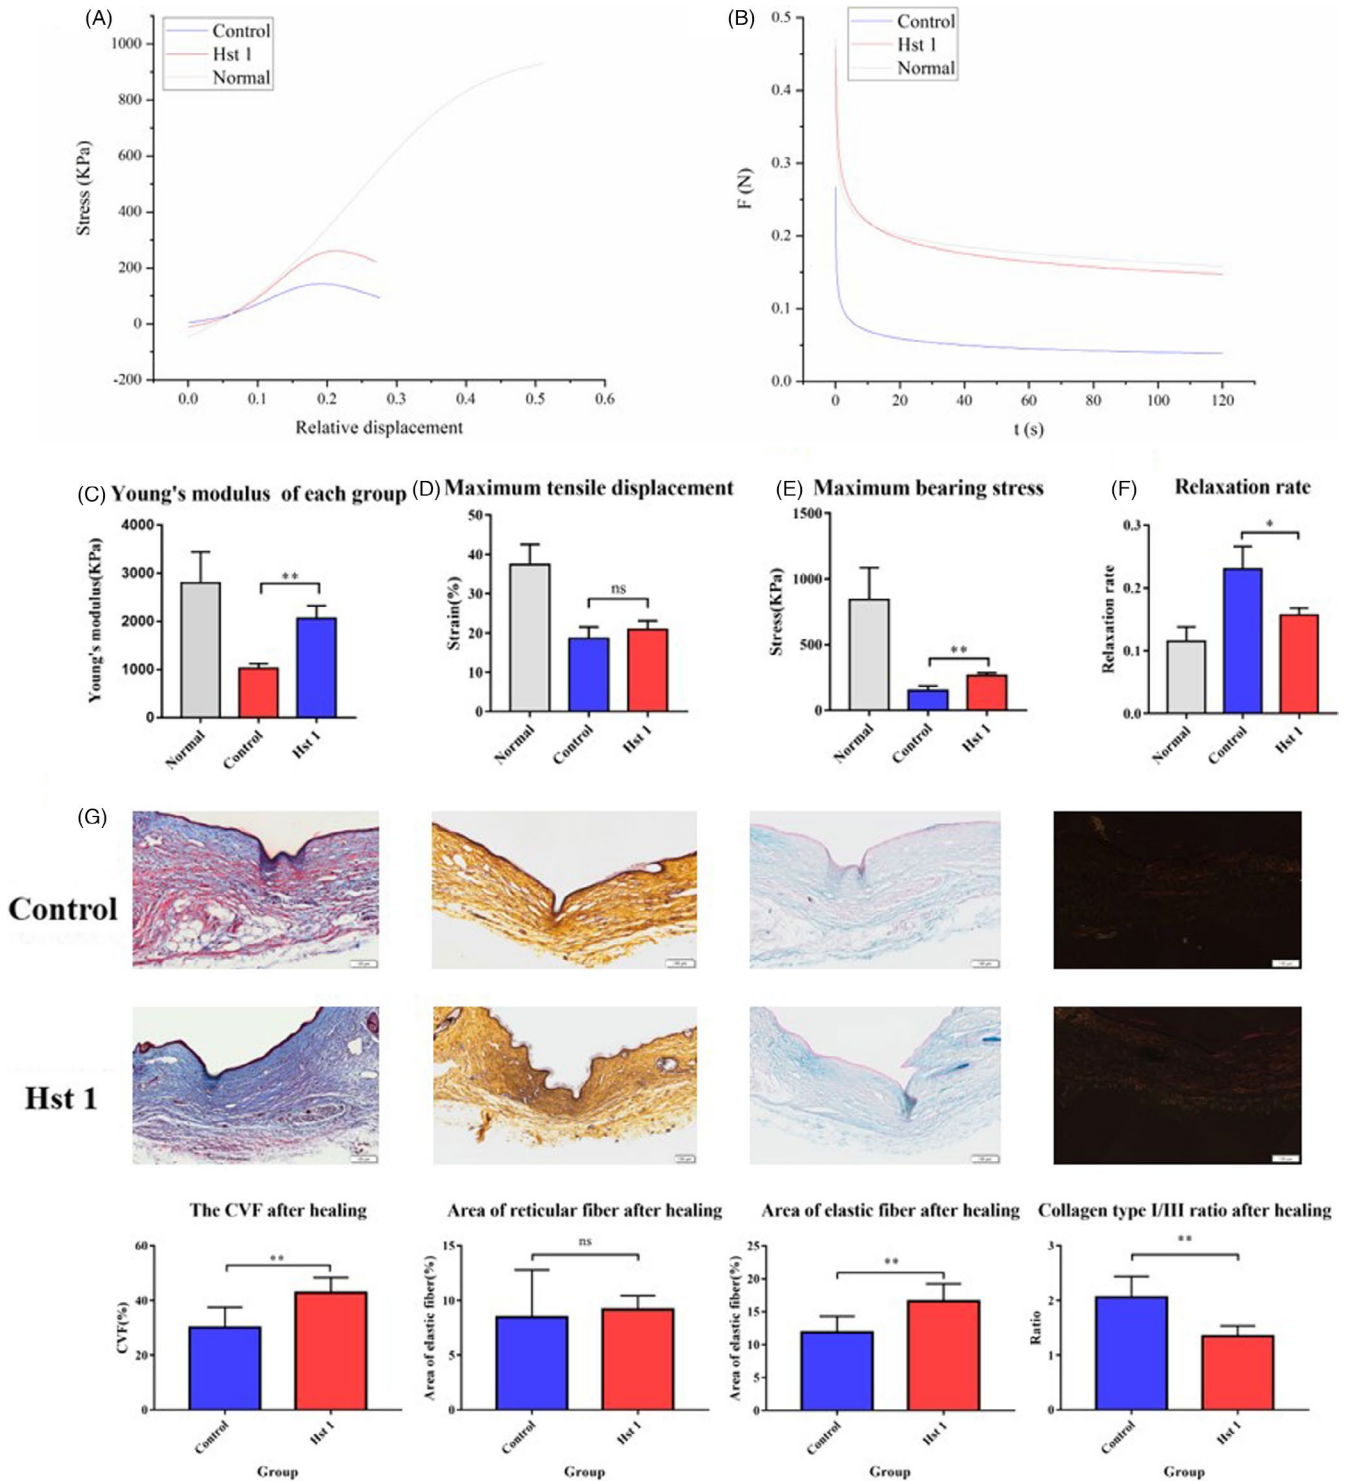 (A)
Control
Hst 1
Normal
1000
800
600
400
200
0
-200
Stress (KPa)
0.0 0.1 0.2 0.3 0.4 0.5 0.6
Relative displacement
(B)
Control
Hst 1
Normal
0.5
0.4
0.3
0.2
0.1
0.0
F (N)
0 20 40 60 80 100 120
t (s)
(C) Young's modulus of each group
4000
3000
2000
1000
0
Young's modulus(KPa)
**
Normal Control Hst 1
(D) Maximum tensile displacement
50
40
30
20
10
0
Strain(%)
ns
Normal Control Hst 1
(E) Maximum bearing stress
1500
1000
500
0
Stress(KPa)
**
Normal Control Hst 1
(F) Relaxation rate
0.3
0.2
0.1
0.0
Relaxation rate
*
Normal Control Hst 1
(G)
Control
Hst 1
The CVF after healing
60
40
20
0
CVF(%)
**
Control Hst 1
Group
Area of reticular fiber after healing
15
10
5
0
Area of elastic fiber(%)
ns
Control Hst 1
Group
Area of elastic fiber after healing
25
20
15
10
5
0
Area of elastic fiber(%)
**
Control Hst 1
Group
Collagen type I/III ratio after healing
3
2
1
0
Ratio
**
Control Hst 1
Group